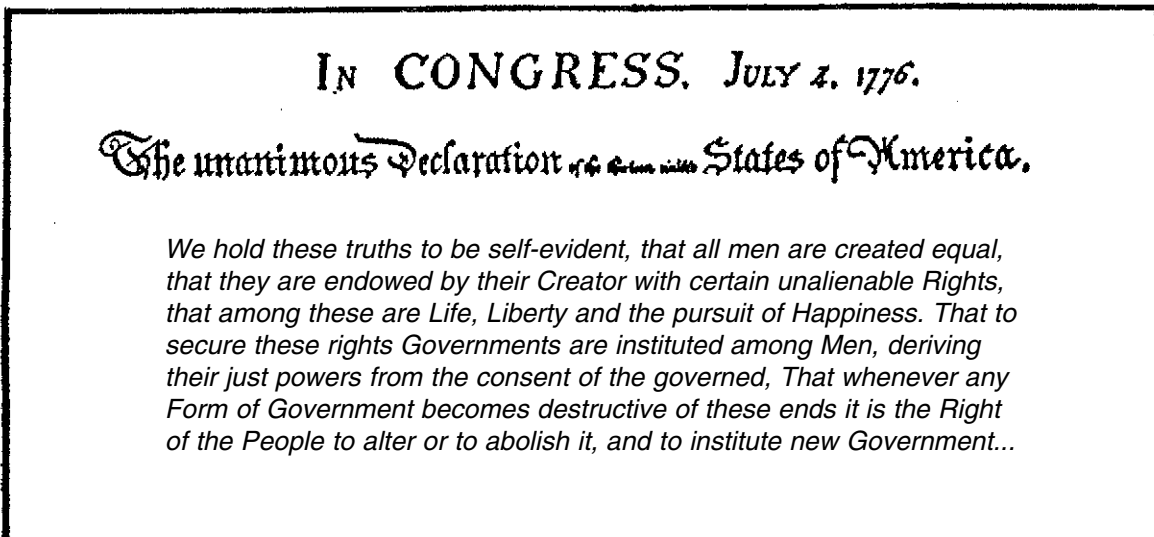 IN CONGRESS. JULY 4. 1776.
The unanimous Declaration of the States of America.
We hold these truths to be self-evident, that all men are created equal,
that they are endowed by their Creator with certain unalienable Rights,
that among these are Life, Liberty and the pursuit of Happiness. That to
secure these rights Governments are instituted among Men, deriving
their just powers from the consent of the governed, That whenever any
Form of Government becomes destructive of these ends it is the Right
of the People to alter or to abolish it, and to institute new Government...